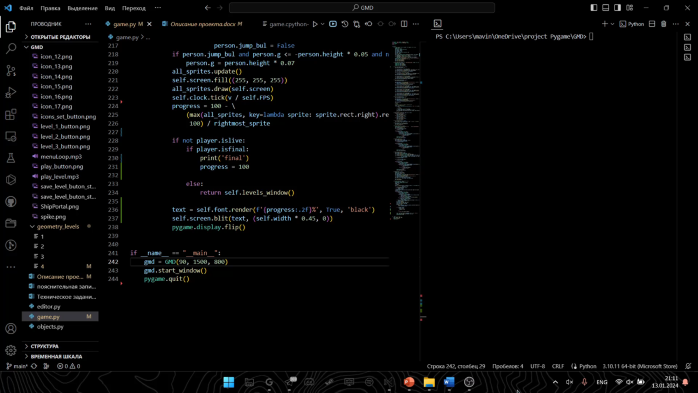 Файл Правка Выделение Вид Переход ···
GMD
ПРОВОДНИК ···
ОТКРЫТЫЕ РЕДАКТОРЫ
GMD
icon_12.png
icon_13.png
icon_14.png
icon_15.png
icon_16.png
icon_17.png
icons_set_button.png
level_1_button.png
level_2_button.png
level_3_button.png
menuLoop.mp3
play_button.png
play_level.mp3
save_level_buton_st...
save_level_buton_st...
ShipPortal.png
spike.png
geometry_levels
1
2
3
4 M
Описание прое... M
пояснительная запи...
Техническое задани...
editor.py
game.py M
objects.py
СТРУКТУРА
ВРЕМЕННАЯ ШКАЛА
game.py M
Описание проекта.docx M
game.cpython-
game.py > ...
217 person.jump_bul = False
218 if person.jump_bul and person.g <= -person.height * 0.05 and n
219 person.g = person.height * 0.07
220 all_sprites.update()
221 self.screen.fill((255, 255, 255))
222 all_sprites.draw(self.screen)
223 self.clock.tick(v / self.FPS)
224 progress = 100 - \
225 (max(all_sprites, key=lambda sprite: sprite.rect.right).re
226 100) / rightmost_sprite
227
228 if not player.islive:
229 if player.isfinal:
230 print('final')
231 progress = 100
232
233 else:
234 return self.levels_window()
235
236 text = self.font.render(f'{progress:.2f}%', True, 'black')
237 self.screen.blit(text, (self.width * 0.45, 0))
238 pygame.display.flip()
239
240
241 if __name__ == "__main__":
242 gmd = GMD(90, 1500, 800)
243 gmd.start_window()
244 pygame.quit()
Python
PS C:\Users\mavin\OneDrive\project Pygame\GMD>
main*
0 0
Строка 242, столбец 29 Пробелов: 4 UTF-8 CRLF Python 3.10.11 64-bit (Microsoft Store)
ENG
21:11
13.01.2024